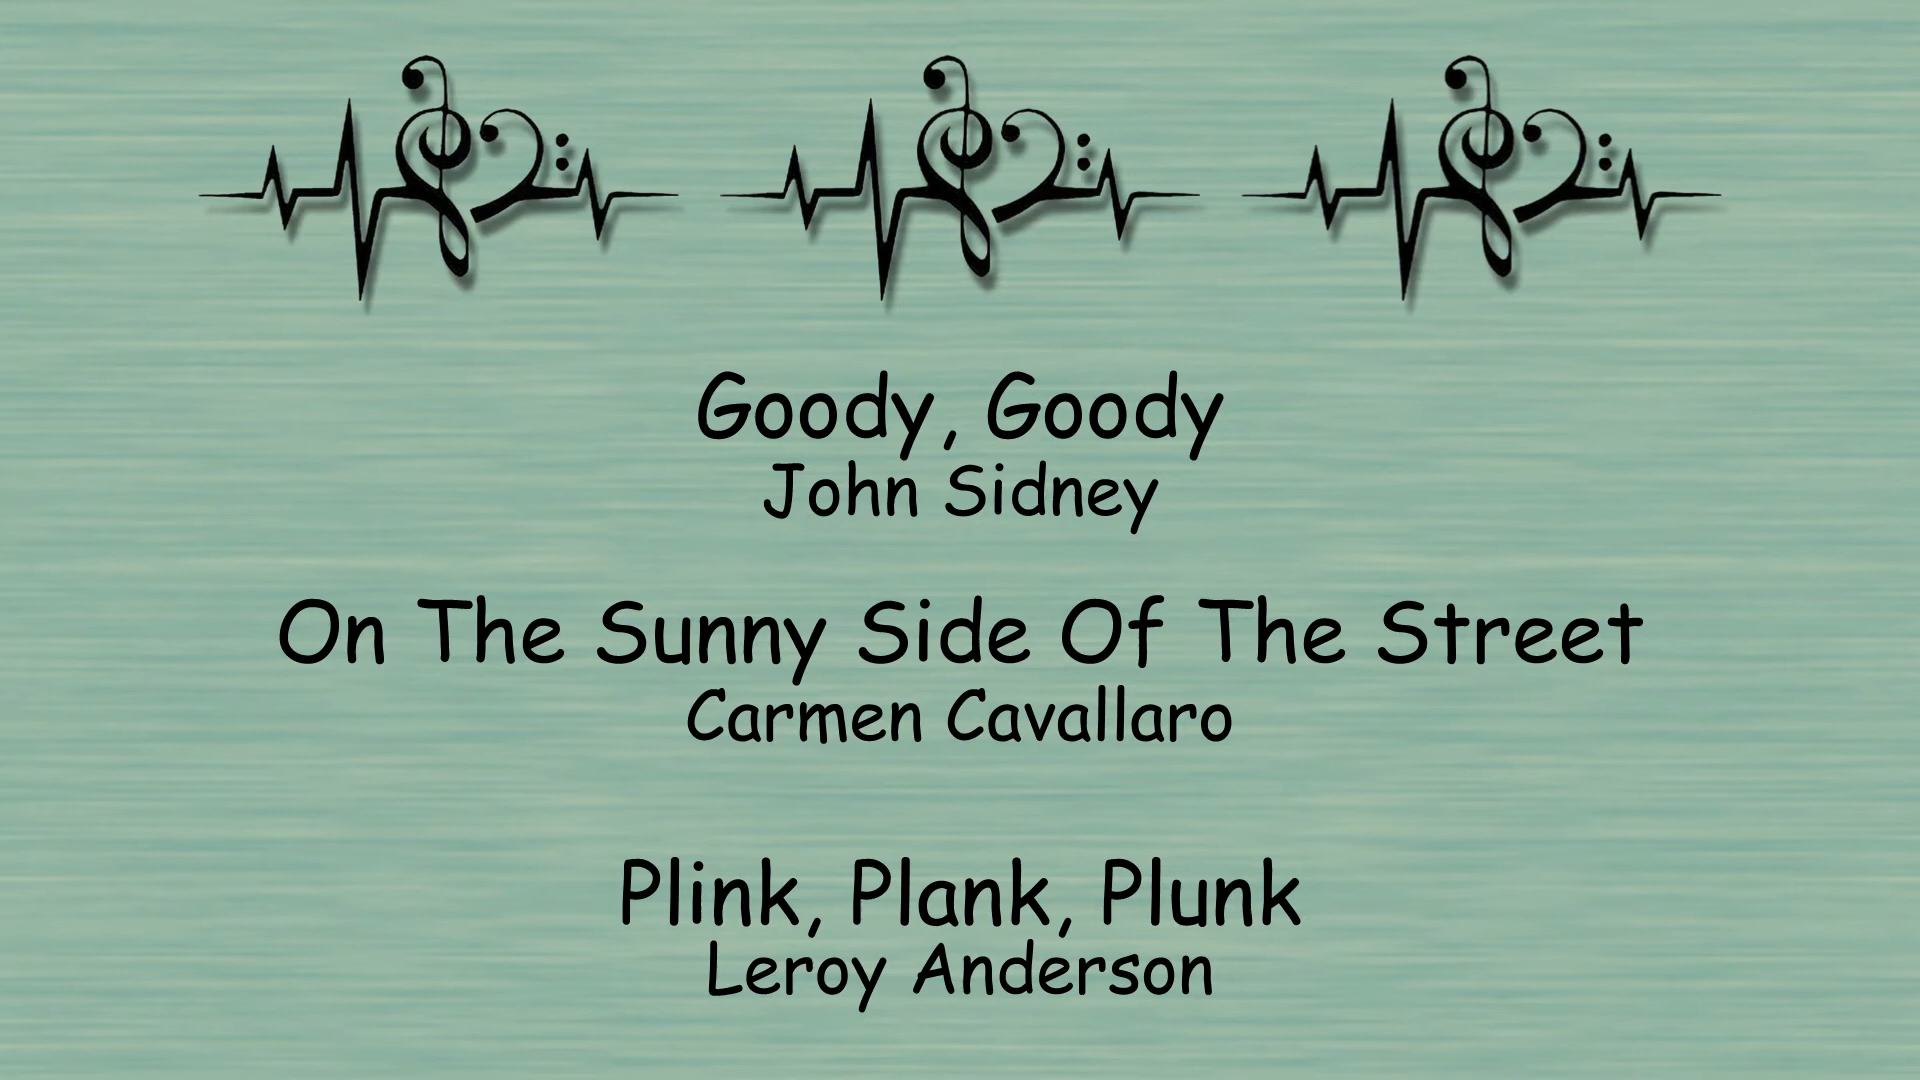 Goody, Goody
John Sidney
On The Sunny Side Of The Street
Carmen Cavallaro
Plink, Plank, Plunk
Leroy Anderson